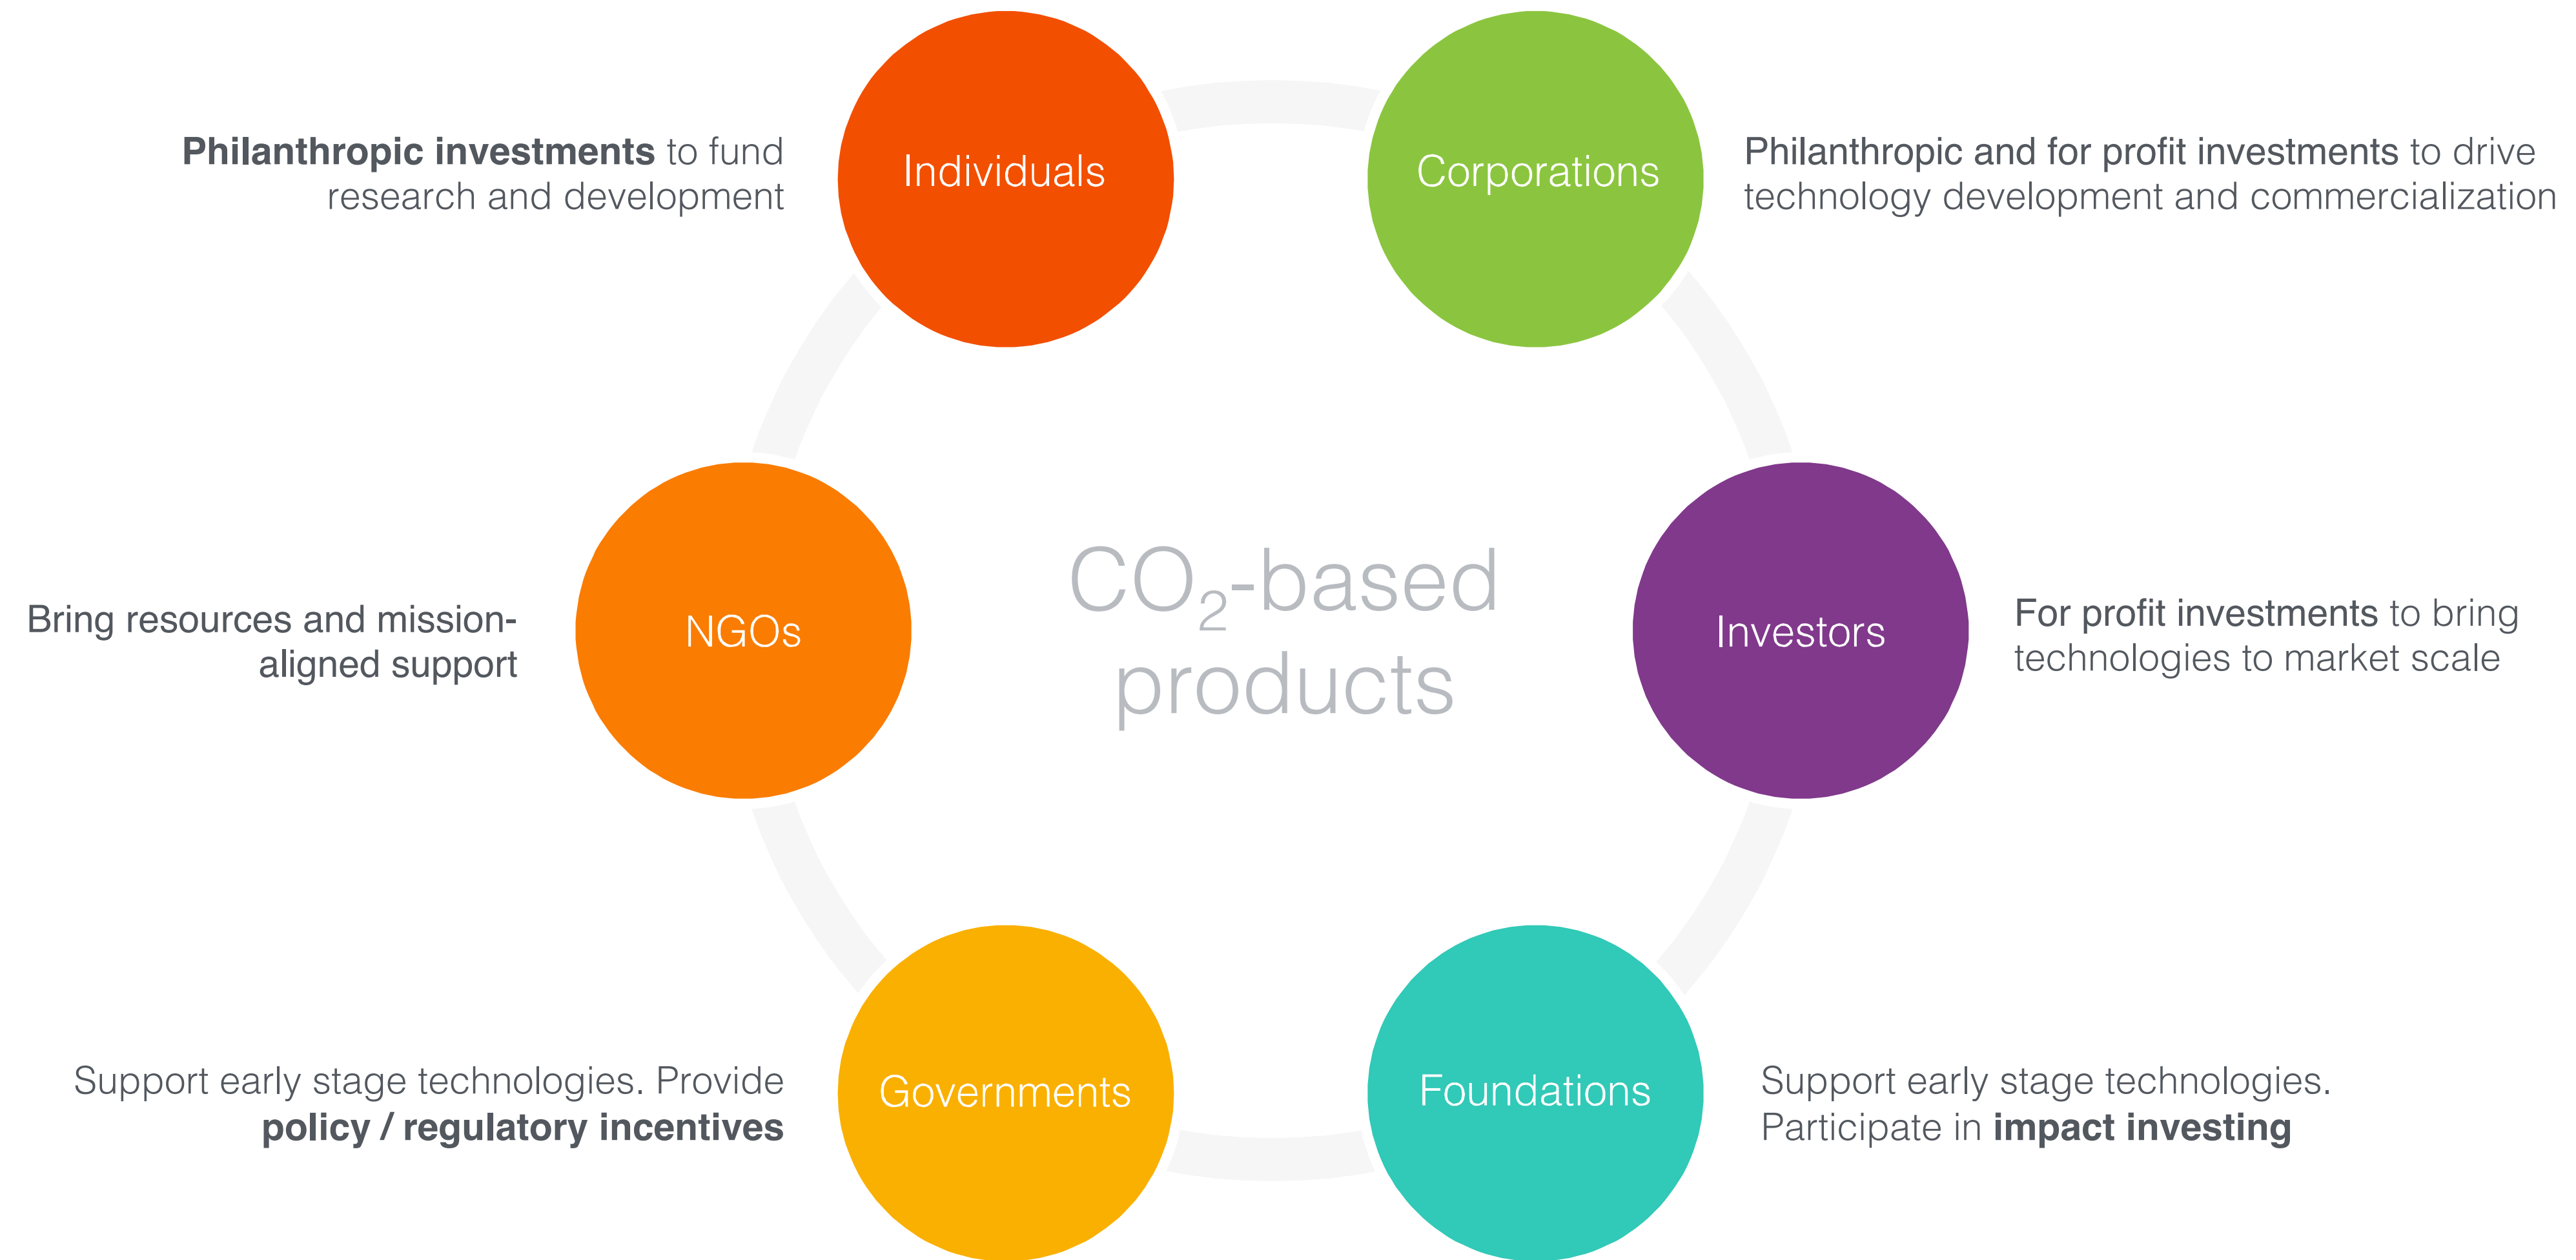 Individuals
Philanthropic investments to fund
research and development
Corporations
Philanthropic and for profit investments to drive
technology development and commercialization
NGOs
Bring resources and mission-
aligned support
CO₂-based
products
Investors
For profit investments to bring
technologies to market scale
Governments
Support early stage technologies. Provide
policy / regulatory incentives
Foundations
Support early stage technologies.
Participate in impact investing